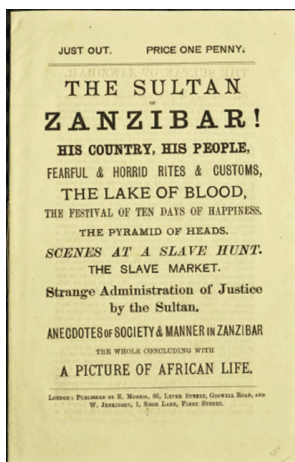 JUST OUT. PRICE ONE PENNY.
THE SULTAN
OF
ZANZIBAR!
HIS COUNTRY, HIS PEOPLE,
FEARFUL & HORRID RITES & CUSTOMS,
THE LAKE OF BLOOD,
THE FESTIVAL OF TEN DAYS OF HAPPINESS.
THE PYRAMID OF HEADS.
SCENES AT A SLAVE HUNT.
THE SLAVE MARKET.
Strange Administration of Justice
by the Sultan.
ANECDOTES OF SOCIETY & MANNER IN ZANZIBAR
THE WHOLE CONCLUDING WITH
A PICTURE OF AFRICAN LIFE.
LONDON: PUBLISHED BY R. 66, LEVER STREET, GOSWELL ROAD, AND
W. JENKINSON, 1, SHOE LANE, FLEET STREET.